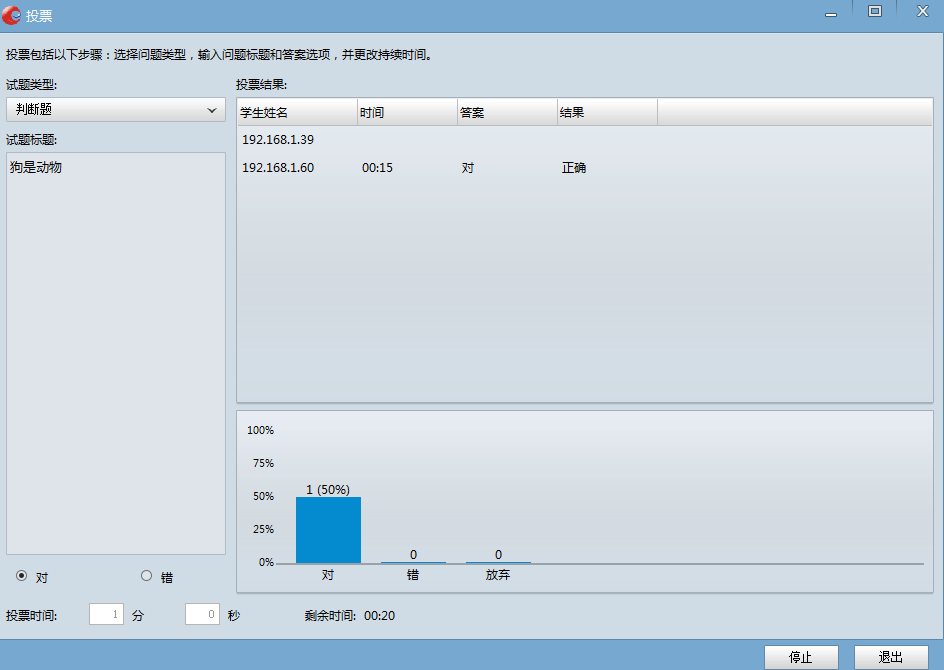 投票
投票包括以下步骤：选择问题类型，输入问题标题和答案选项，并更改持续时间。
试题类型:
判断题
试题标题:
狗是动物
投票结果:
学生姓名 时间 答案 结果
192.168.1.39
192.168.1.60 00:15 对 正确
100%
75%
50%
25%
0%
1 (50%) 0 0
对 错 放弃
对 错
投票时间: 1 分 0 秒 剩余时间: 00:20
停止 退出